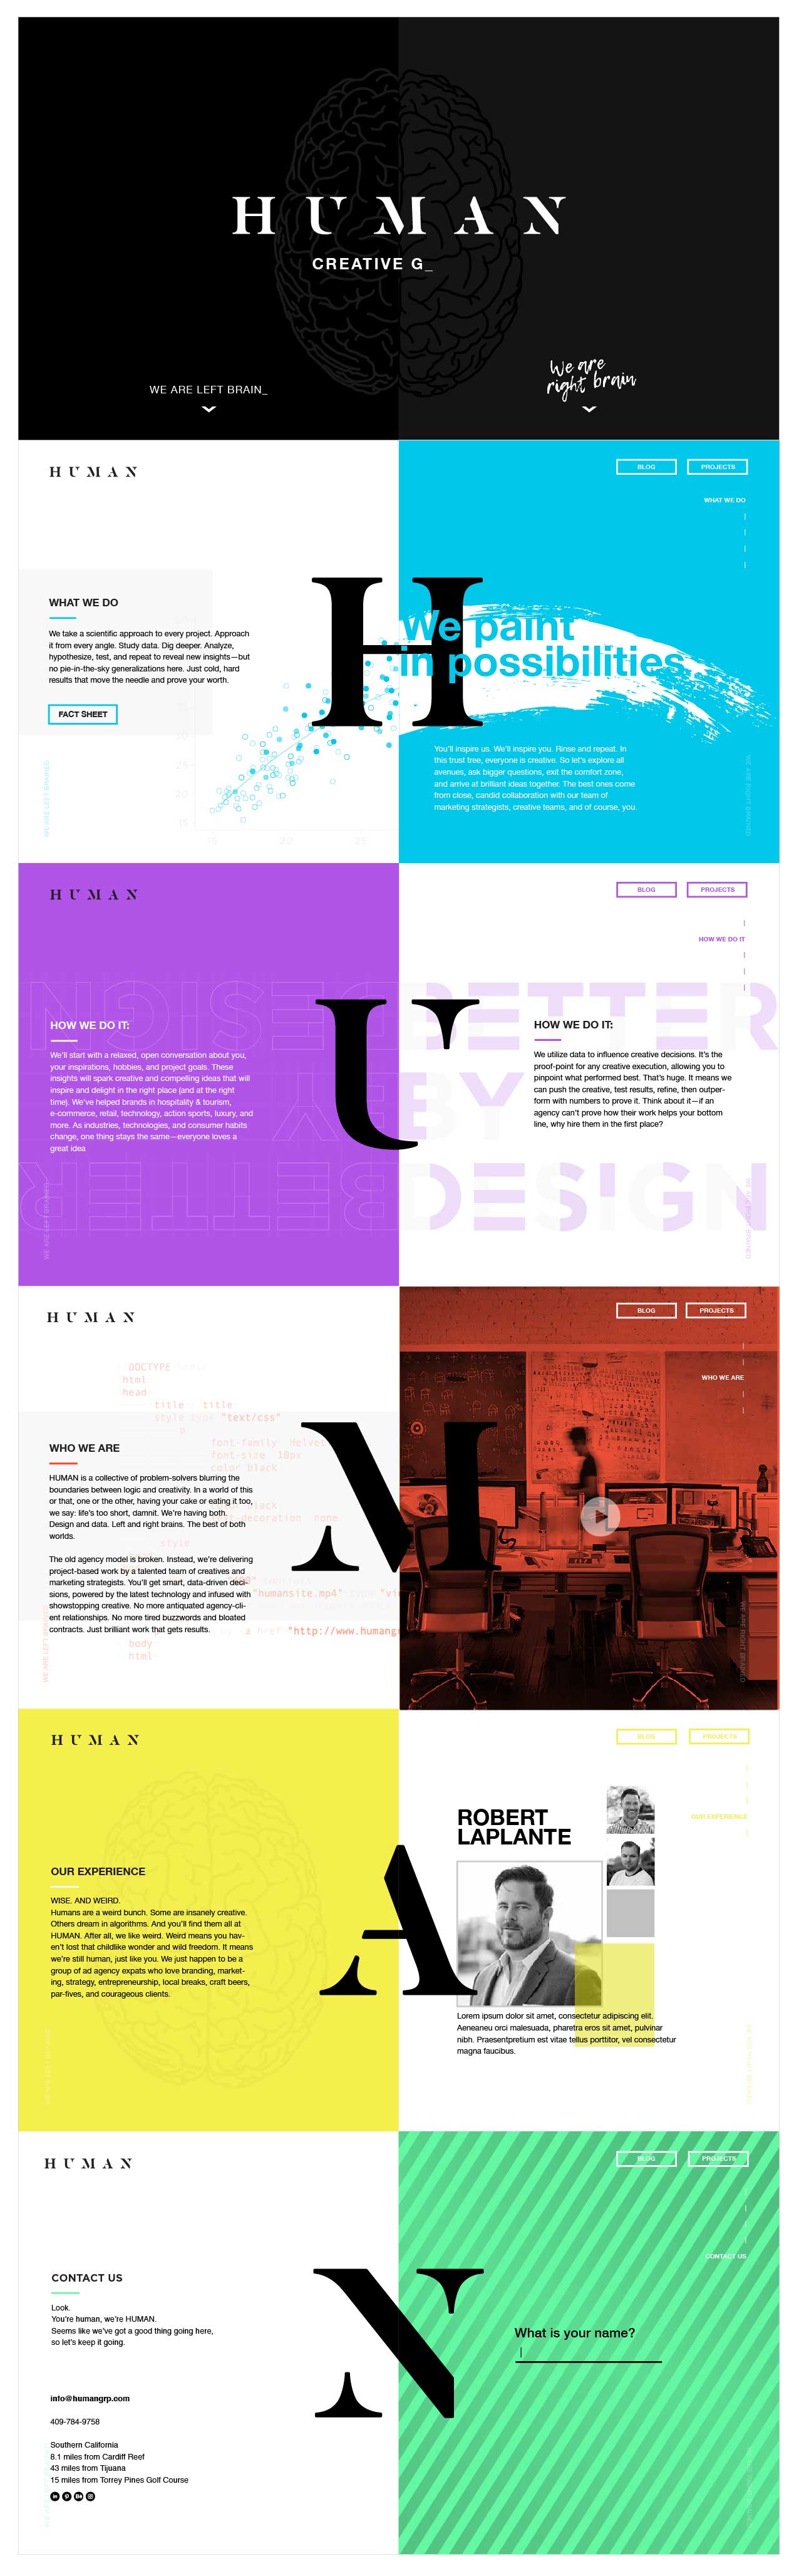 HUMAN
CREATIVE G_
WE ARE LEFT BRAIN_
We are
right brain
HUMAN
BLOG
PROJECTS
WHAT WE DO
H
WHAT WE DO
We take a scientific approach to every project. Approach
it from every angle. Study data. Dig deeper. Analyze,
hypothesize, test, and repeat to reveal new insights—but
no pie-in-the-sky generalizations here. Just cold, hard
results that move the needle and prove your worth.
FACT SHEET
30
25
20
15
15
20
25
WE ARE LEFT BRAINED
We paint
in possibilities.
You'll inspire us. We'll inspire you. Rinse and repeat. In
this trust tree, everyone is creative. So let's explore all
avenues, ask bigger questions, exit the comfort zone,
and arrive at brilliant ideas together. The best ones come
from close, candid collaboration with our team of
marketing strategists, creative teams, and of course, you.
WE ARE RIGHT BRAINED
HUMAN
BLOG
PROJECTS
HOW WE DO IT
U
DESIGN
BY
BETTER
HOW WE DO IT:
We'll start with a relaxed, open conversation about you,
your inspirations, hobbies, and project goals. These
insights will spark creative and compelling ideas that will
inspire and delight in the right place (and at the right
time). We've helped brands in hospitality & tourism,
e-commerce, retail, technology, action sports, luxury, and
more. As industries, technologies, and consumer habits
change, one thing stays the same—everyone loves a
great idea
WE ARE LEFT BRAINED
BETTER
BY
DESIGN
HOW WE DO IT:
We utilize data to influence creative decisions. It's the
proof-point for any creative execution, allowing you to
pinpoint what performed best. That's huge. It means we
can push the creative, test results, refine, then outper-
form with numbers to prove it. Think about it—if an
agency can't prove how their work helps your bottom
line, why hire them in the first place?
WE ARE RIGHT BRAINED
HUMAN
BLOG
PROJECTS
WHO WE ARE
M
DOCTYPE
html
head
title title
style type "text/css"
p
font-family Helvet
font-size 10px
color black
black
decoration none
style
"humansite.mp4"
a href "http://www.humang
body
html
WHO WE ARE
HUMAN is a collective of problem-solvers blurring the
boundaries between logic and creativity. In a world of this
or that, one or the other, having your cake or eating it too,
we say: life's too short, damnit. We're having both.
Design and data. Left and right brains. The best of both
worlds.
The old agency model is broken. Instead, we're delivering
project-based work by a talented team of creatives and
marketing strategists. You'll get smart, data-driven deci-
sions, powered by the latest technology and infused with
showstopping creative. No more antiquated agency-cli-
ent relationships. No more tired buzzwords and bloated
contracts. Just brilliant work that gets results.
WE ARE LEFT
WE ARE RIGHT BRAINED
HUMAN
BLOG
PROJECTS
OUR EXPERIENCE
A
OUR EXPERIENCE
WISE. AND WEIRD.
Humans are a weird bunch. Some are insanely creative.
Others dream in algorithms. And you'll find them all at
HUMAN. After all, we like weird. Weird means you hav-
en't lost that childlike wonder and wild freedom. It means
we're still human, just like you. We just happen to be a
group of ad agency expats who love branding, market-
ing, strategy, entrepreneurship, local breaks, craft beers,
par-fives, and courageous clients.
ROBERT
LAPLANTE
Lorem ipsum dolor sit amet, consectetur adipiscing elit.
Aeneaneu orci malesuada, pharetra eros sit amet, pulvinar
nibh. Praesentpretium est vitae tellus porttitor, vel consectetur
magna faucibus.
HUMAN
BLOG
PROJECTS
CONTACT US
N
CONTACT US
Look.
You're human, we're HUMAN.
Seems like we've got a good thing going here,
so let's keep it going.
info@humangrp.com
409-784-9758
Southern California
8.1 miles from Cardiff Reef
43 miles from Tijuana
15 miles from Torrey Pines Golf Course
What is your name?